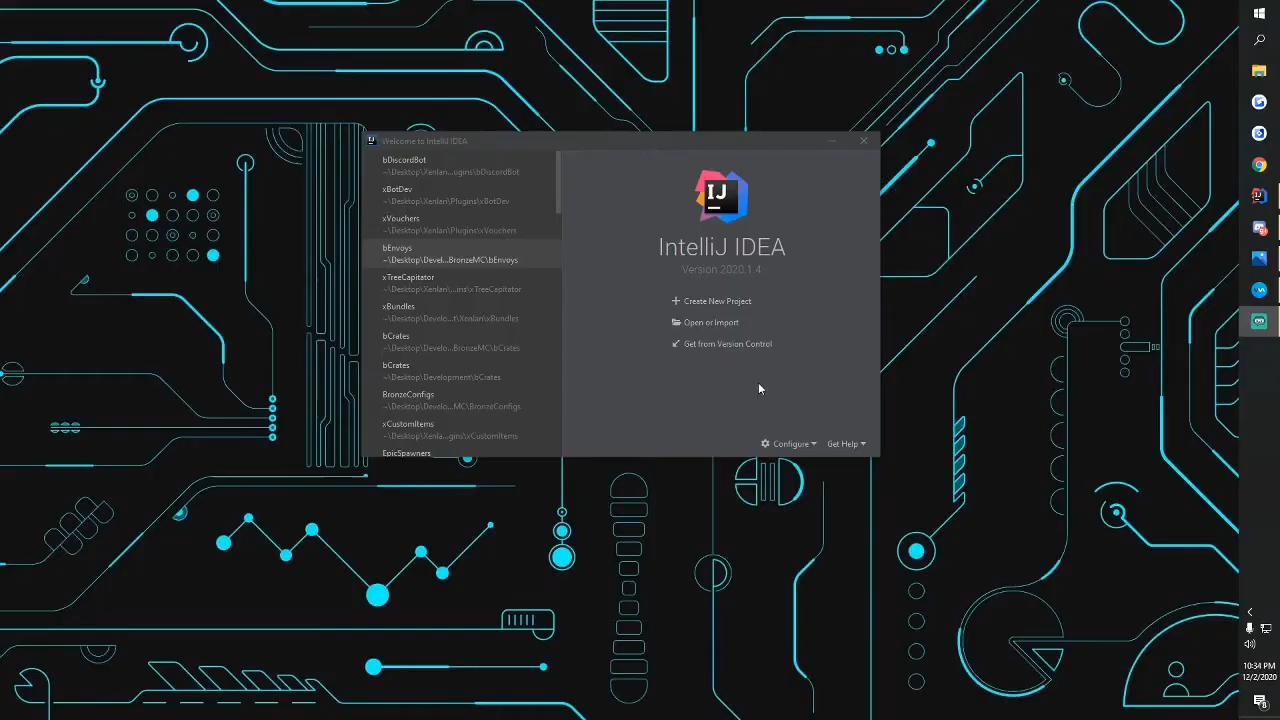 Welcome to IntelliJ IDEA
bDiscordBot
~\Desktop\Xenlan...ugins\bDiscordBot
xBotDev
~\Desktop\Xenlan\Plugins\xBotDev
xVouchers
~\Desktop\Xenlan\Plugins\xVouchers
bEnvoys
~\Desktop\Devel...BronzeMC\bEnvoys
xTreeCapitator
~\Desktop\Xenlan\...ins\xTreeCapitator
xBundles
~\Desktop\Develo...t\Xenlan\xBundles
bCrates
~\Desktop\Develo...BronzeMC\bCrates
bCrates
~\Desktop\Development\bCrates
BronzeConfigs
~\Desktop\Develo...MC\BronzeConfigs
xCustomItems
~\Desktop\Xenla...gins\xCustomItems
EpicSpawners
IJ
IntelliJ IDEA
Version 2020.1.4
Create New Project
Open or Import
Get from Version Control
Configure
Get Help
10:34 PM
12/2/2020